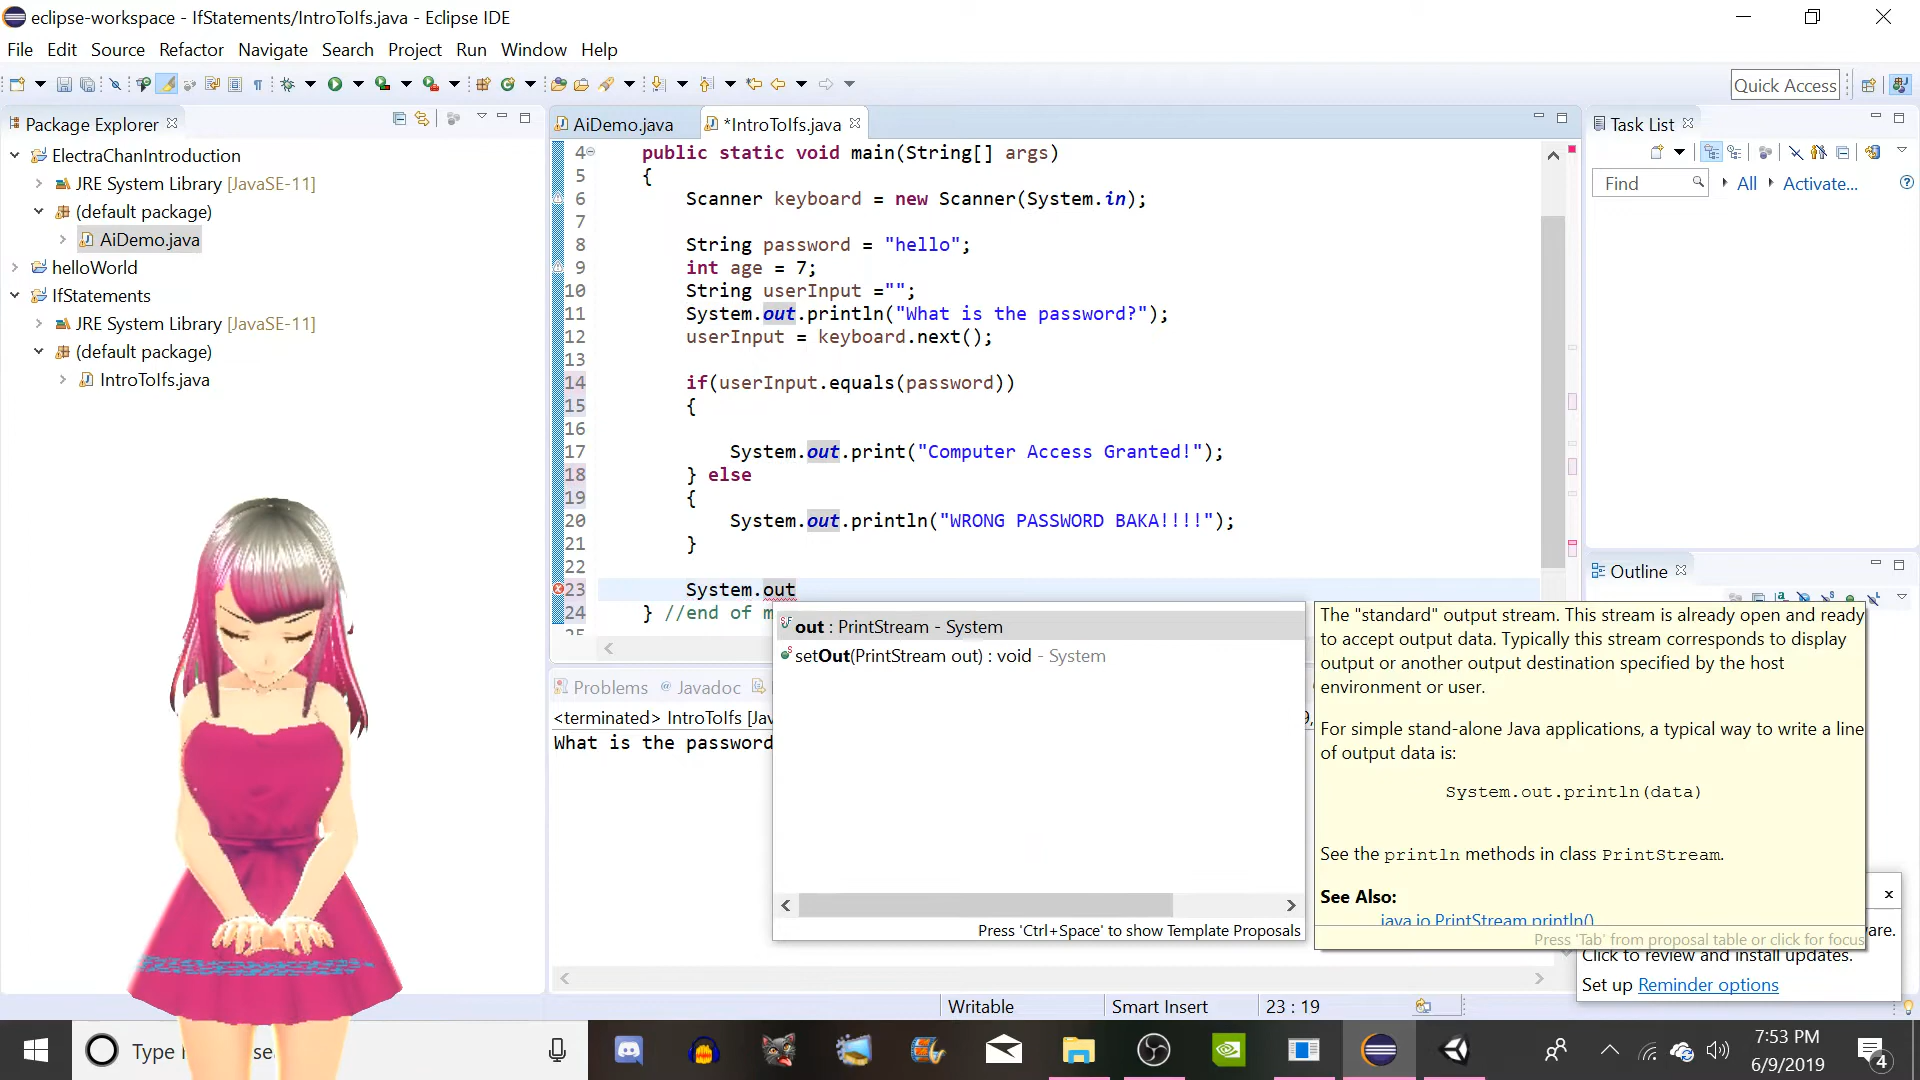 eclipse-workspace - IfStatements/IntroToIfs.java - Eclipse IDE
File Edit Source Refactor Navigate Search Project Run Window Help
Quick Access
Package Explorer
ElectraChanIntroduction
JRE System Library [JavaSE-11]
(default package)
AiDemo.java
helloWorld
IfStatements
JRE System Library [JavaSE-11]
(default package)
IntroToIfs.java
AiDemo.java
*IntroToIfs.java
4 public static void main(String[] args)
5 {
6 Scanner keyboard = new Scanner(System.in);
7
8 String password = "hello";
9 int age = 7;
10 String userInput ="";
11 System.out.println("What is the password?");
12 userInput = keyboard.next();
13
14 if(userInput.equals(password))
15 {
16
17 System.out.print("Computer Access Granted!");
18 } else
19 {
20 System.out.println("WRONG PASSWORD BAKA!!!!");
21 }
22
23 System.out
24 } //end of m
out : PrintStream - System
setOut(PrintStream out) : void - System
Press 'Ctrl+Space' to show Template Proposals
The "standard" output stream. This stream is already open and ready
to accept output data. Typically this stream corresponds to display
output or another output destination specified by the host
environment or user.
For simple stand-alone Java applications, a typical way to write a line
of output data is:
System.out.println(data)
See the println methods in class PrintStream.
See Also:
java.io.PrintStream.println()
Press 'Tab' from proposal table or click for focus
Problems @ Javadoc
<terminated> IntroToIfs [Jav
What is the password
Task List
Find All Activate...
Outline
are.
Click to review and install updates.
Set up Reminder options
Writable Smart Insert 23 : 19
Type
7:53 PM
6/9/2019
4